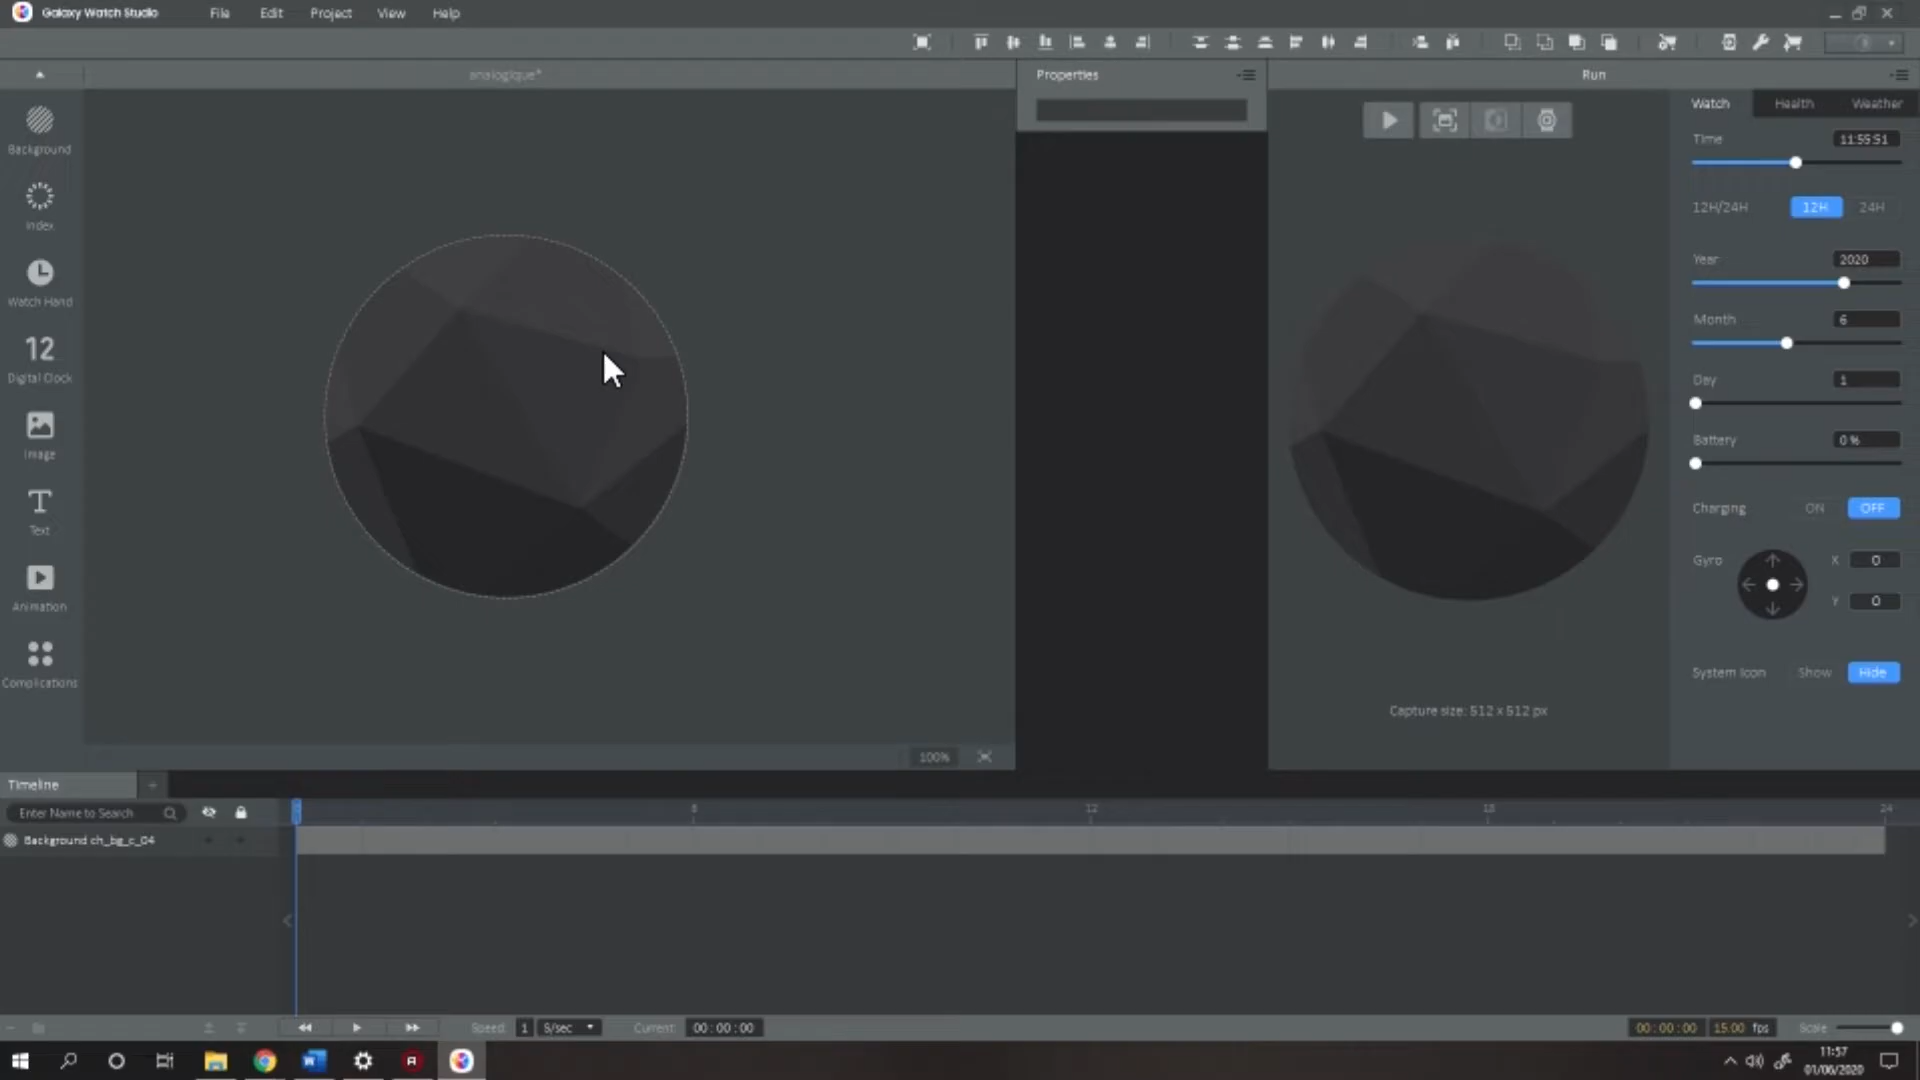 Galaxy Watch Studio File Edit Project View Help
analogique*
Properties
Run
Background
Index
Watch Hand
12
Digital Clock
Image
T
Text
Animation
Complications
Watch Health Weather
Time 11:55:51
12H/24H 12H 24H
Year 2020
Month 6
Day 1
Battery 0 %
Charging ON OFF
Gyro X 0
Y 0
System Icon Show Hide
Capture size: 512 x 512 px
100%
Timeline +
Enter Name to Search
12 18 24
Background ch_bg_c_04
Speed 1 S/sec Current 00:00:00
00:00:00 15.00 fps Scale
11:57
01/06/2020